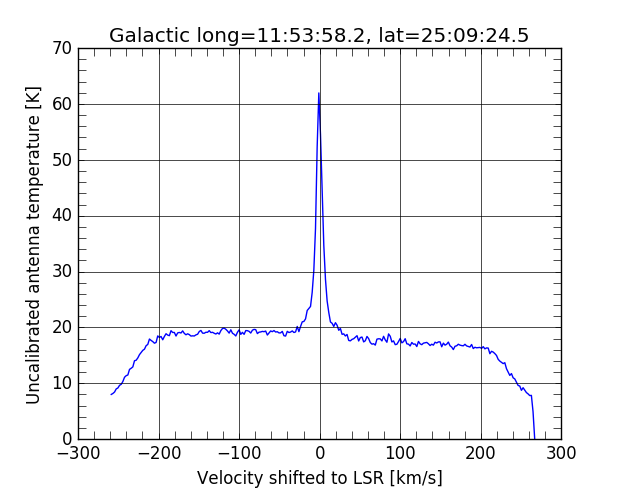 Galactic long=11:53:58.2, lat=25:09:24.5
70
60
50
40
30
20
10
0
Uncalibrated antenna temperature [K]
−300 −200 −100 0 100 200 300
Velocity shifted to LSR [km/s]